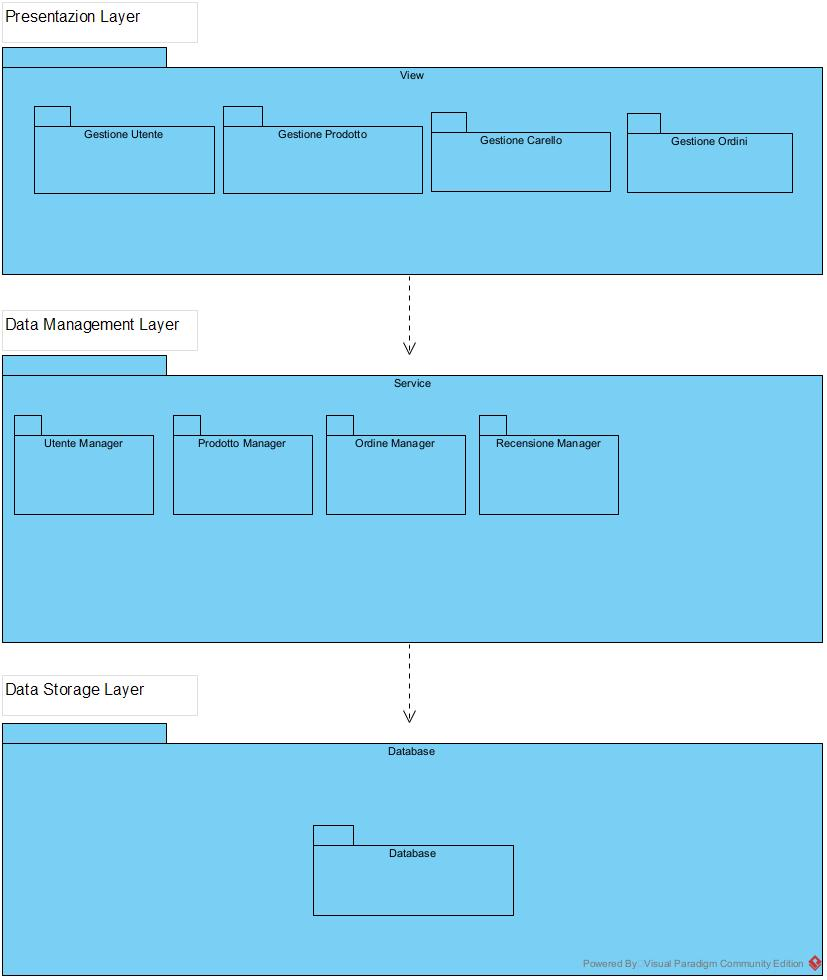 Presentazion Layer
View
Gestione Utente
Gestione Prodotto
Gestione Carello
Gestione Ordini
Data Management Layer
Service
Utente Manager
Prodotto Manager
Ordine Manager
Recensione Manager
Data Storage Layer
Database
Database
Powered By Visual Paradigm Community Edition